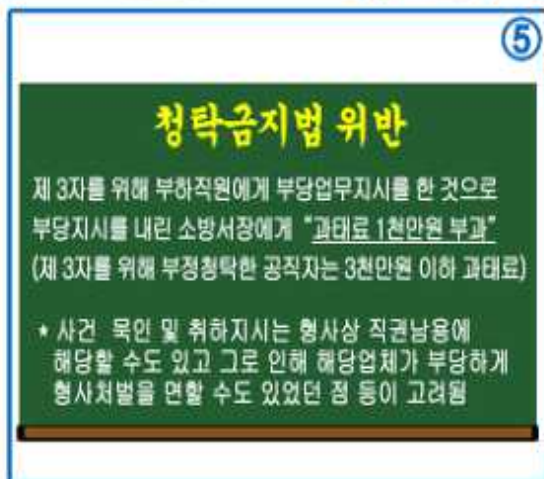 ⑤
청탁금지법 위반
제 3자를 위해 부하직원에게 부당업무지시를 한 것으로
부당지시를 내린 소방서장에게 "과태료 1천만원 부과"
(제 3자를 위해 부정청탁한 공직자는 3천만원 이하 과태료)
* 사건 묵인 및 취하지시는 형사상 직권남용에
해당할 수도 있고 그로 인해 해당업체가 부당하게
형사처벌을 면할 수도 있었던 점 등이 고려됨